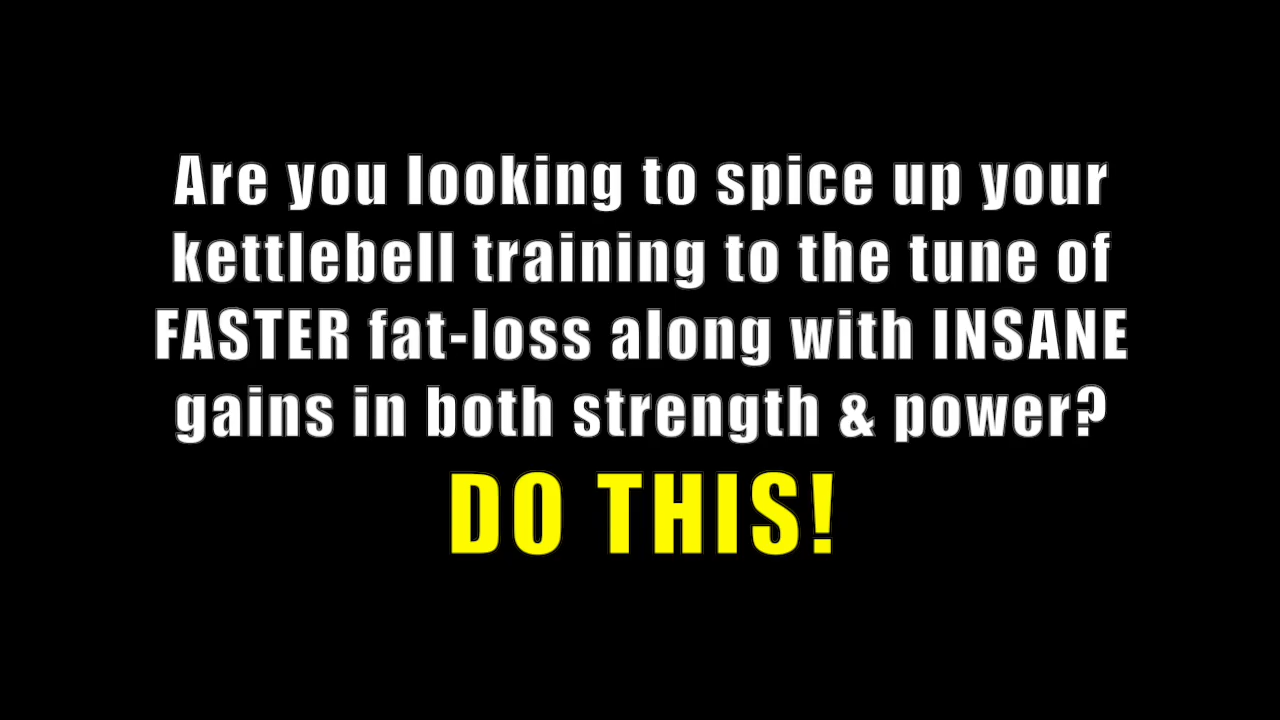 Are you looking to spice up your
kettlebell training to the tune of
FASTER fat-loss along with INSANE
gains in both strength & power?
DO THIS!